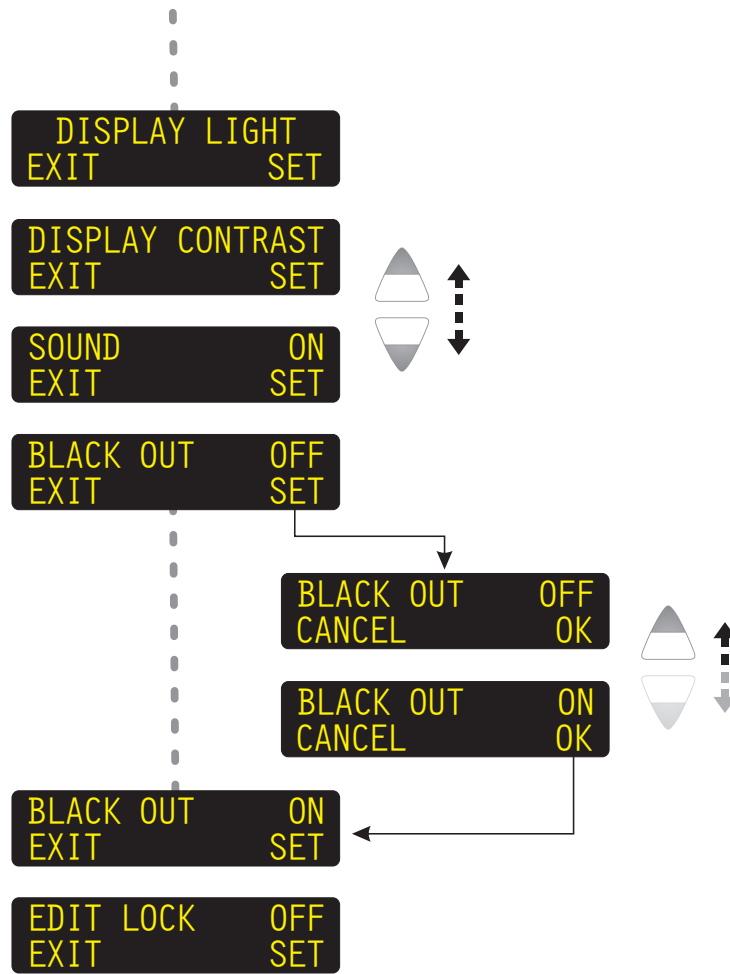 DISPLAY LIGHT
EXIT SET
DISPLAY CONTRAST
EXIT SET
SOUND ON
EXIT SET
BLACK OUT OFF
EXIT SET
BLACK OUT OFF
CANCEL OK
BLACK OUT ON
CANCEL OK
BLACK OUT ON
EXIT SET
EDIT LOCK OFF
EXIT SET